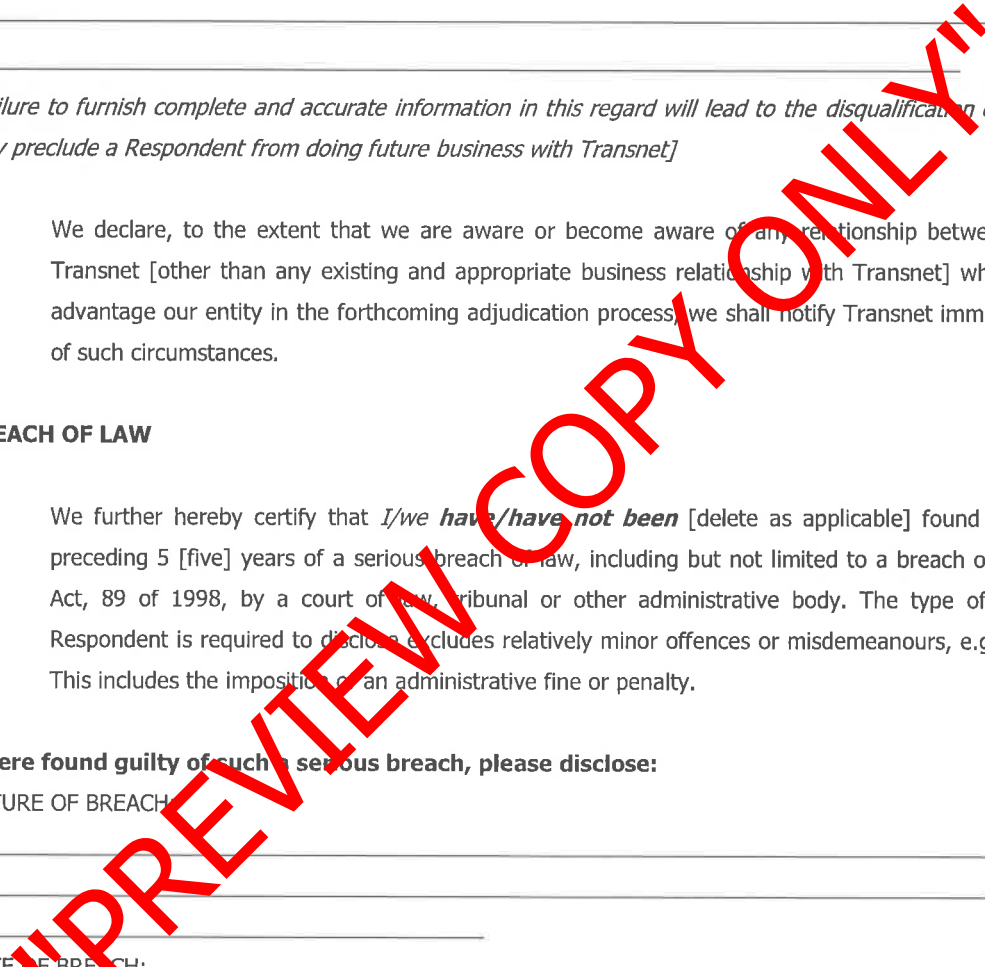 ilure to furnish complete and accurate information in this regard will lead to the disqualification
y preclude a Respondent from doing future business with Transnet]
We declare, to the extent that we are aware or become aware of any relationship betwe
Transnet [other than any existing and appropriate business relationship with Transnet] wh
advantage our entity in the forthcoming adjudication process, we shall notify Transnet imm
of such circumstances.
EACH OF LAW
We further hereby certify that I/we have/have not been [delete as applicable] found
preceding 5 [five] years of a serious breach of law, including but not limited to a breach o
Act, 89 of 1998, by a court of law, tribunal or other administrative body. The type of
Respondent is required to disclose excludes relatively minor offences or misdemeanours, e.g
This includes the imposition of an administrative fine or penalty.
ere found guilty of such a serious breach, please disclose:
TURE OF BREACH:
TE OF BREACH:
"PREVIEW COPY ONLY"